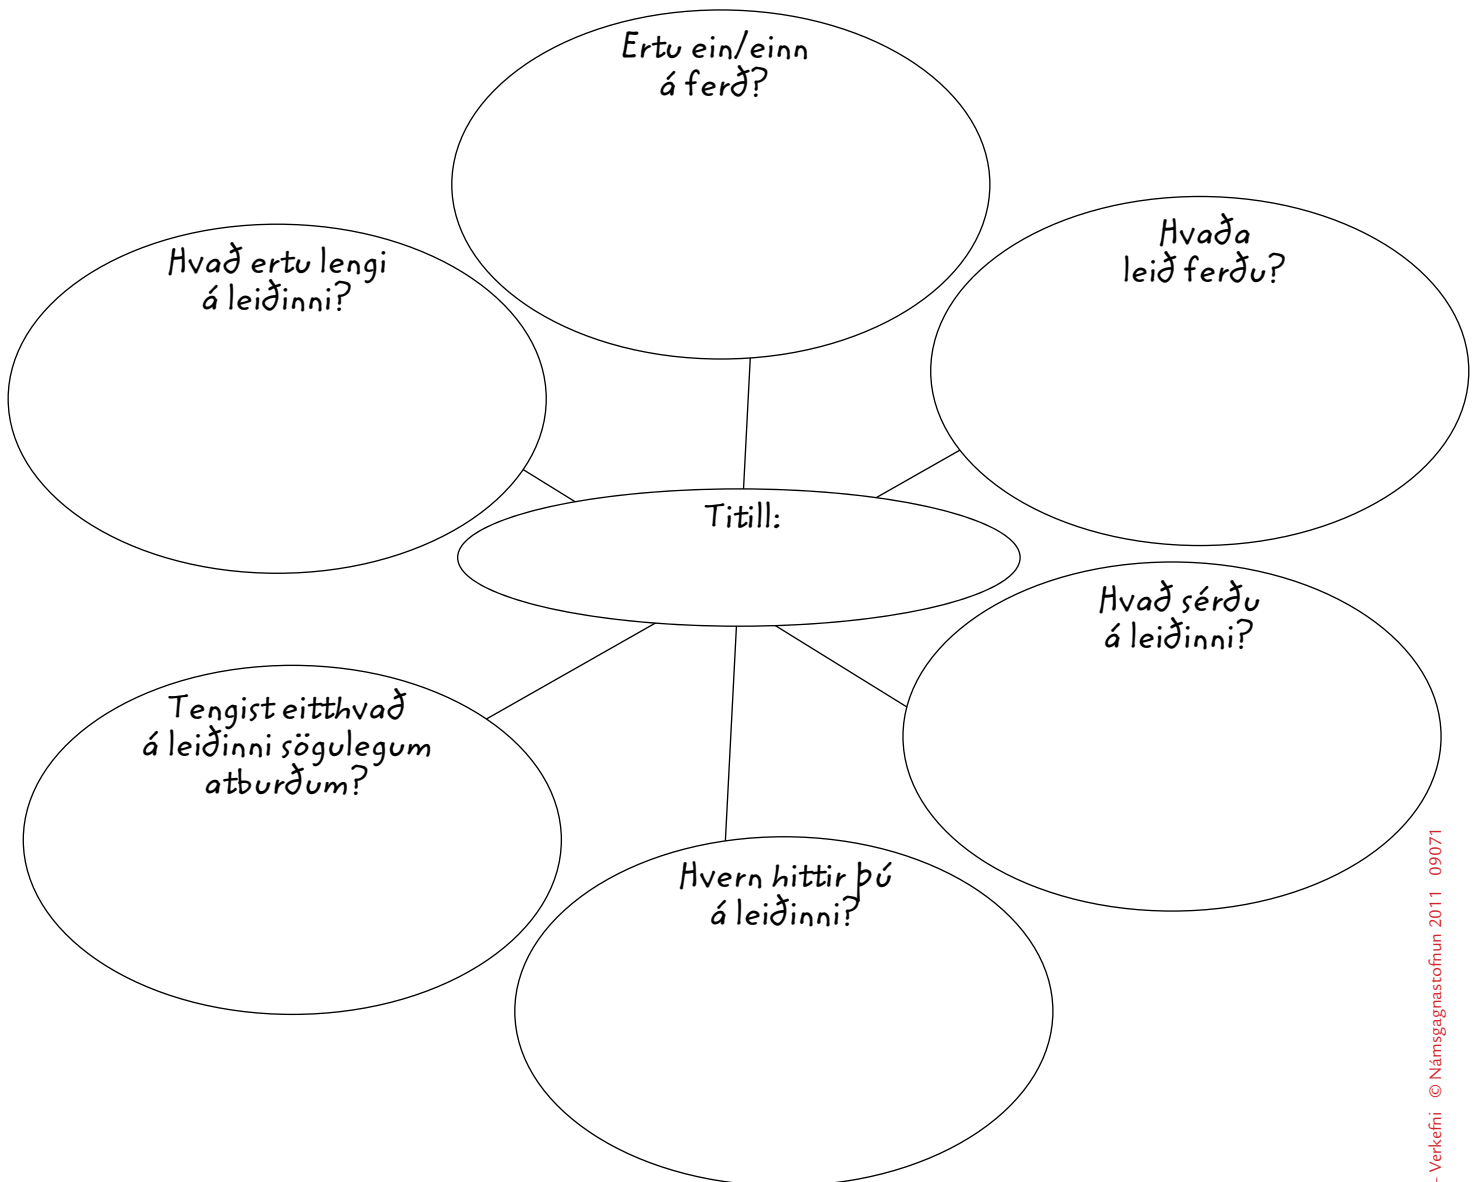 Ertu ein/einn
á ferð?
Hvaða
leið ferðu?
Hvað ertu lengi
á leiðinni?
Titill:
Hvað sérðu
á leiðinni?
Tengist eitthvað
á leiðinni sögulegum
atburðum?
Hvern hittir þú
á leiðinni?
– Verkefni © Námsgagnastofnun 2011 09071